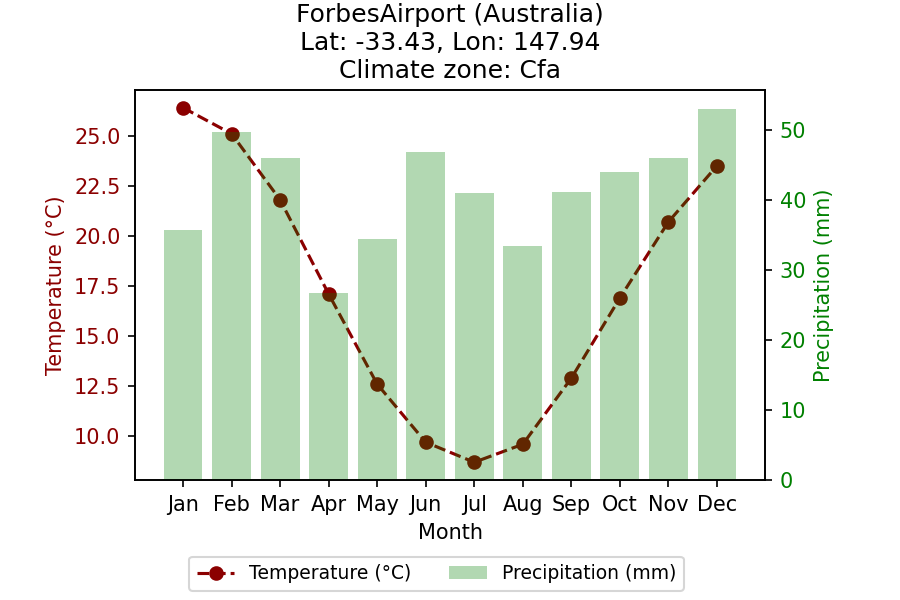 ForbesAirport (Australia)
Lat: -33.43, Lon: 147.94
Climate zone: Cfa
Temperature (°C)
25.0
22.5
20.0
17.5
15.0
12.5
10.0
Precipitation (mm)
50
40
30
20
10
0
Jan Feb Mar Apr May Jun Jul Aug Sep Oct Nov Dec
Month
Temperature (°C) Precipitation (mm)